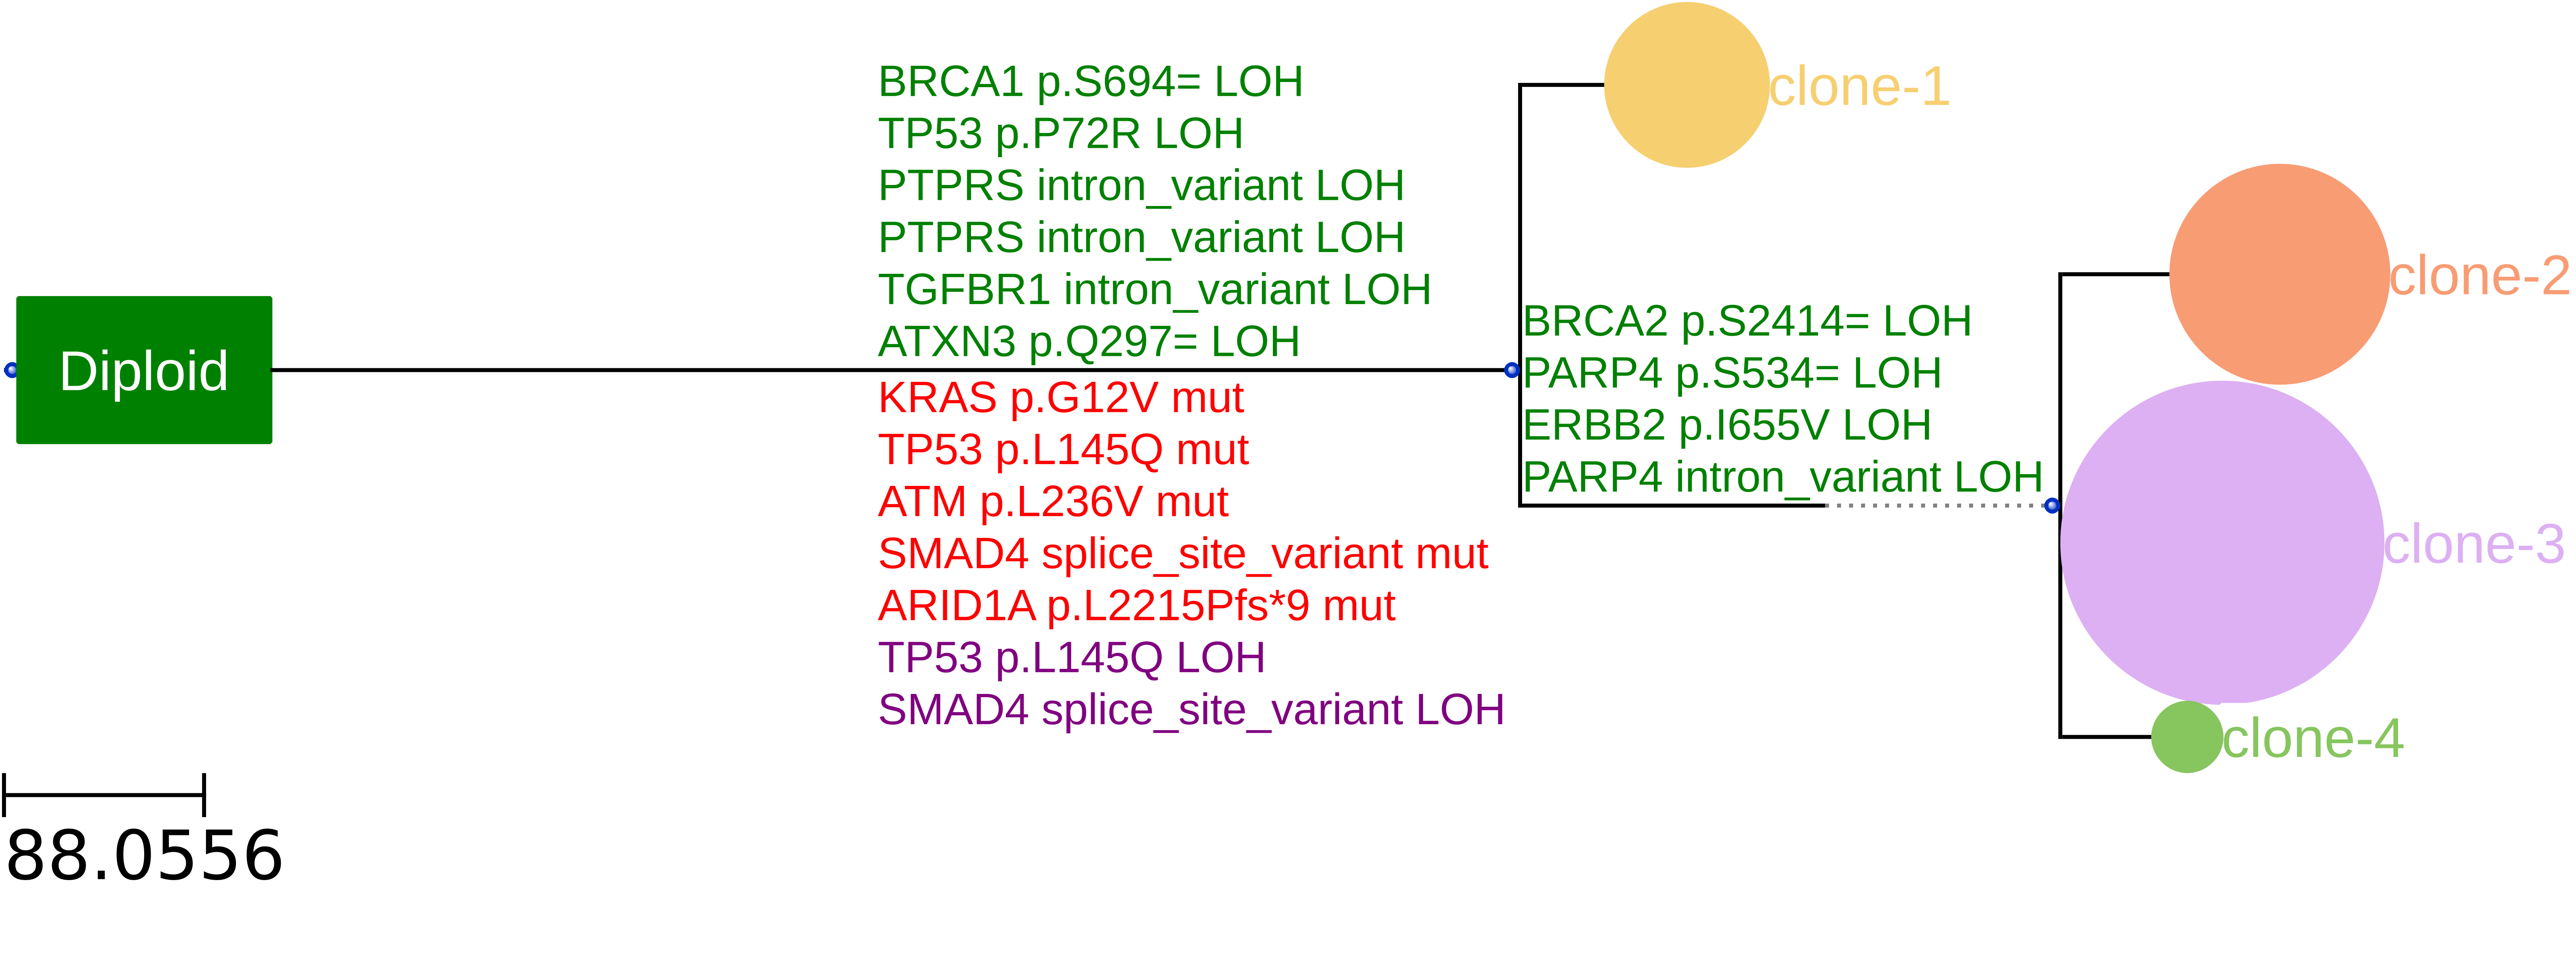 Diploid
BRCA1 p.S694= LOH
TP53 p.P72R LOH
PTPRS intron_variant LOH
PTPRS intron_variant LOH
TGFBR1 intron_variant LOH
ATXN3 p.Q297= LOH
KRAS p.G12V mut
TP53 p.L145Q mut
ATM p.L236V mut
SMAD4 splice_site_variant mut
ARID1A p.L2215Pfs*9 mut
TP53 p.L145Q LOH
SMAD4 splice_site_variant LOH
clone-1
BRCA2 p.S2414= LOH
PARP4 p.S534= LOH
ERBB2 p.I655V LOH
PARP4 intron_variant LOH
clone-2
clone-3
clone-4
88.0556